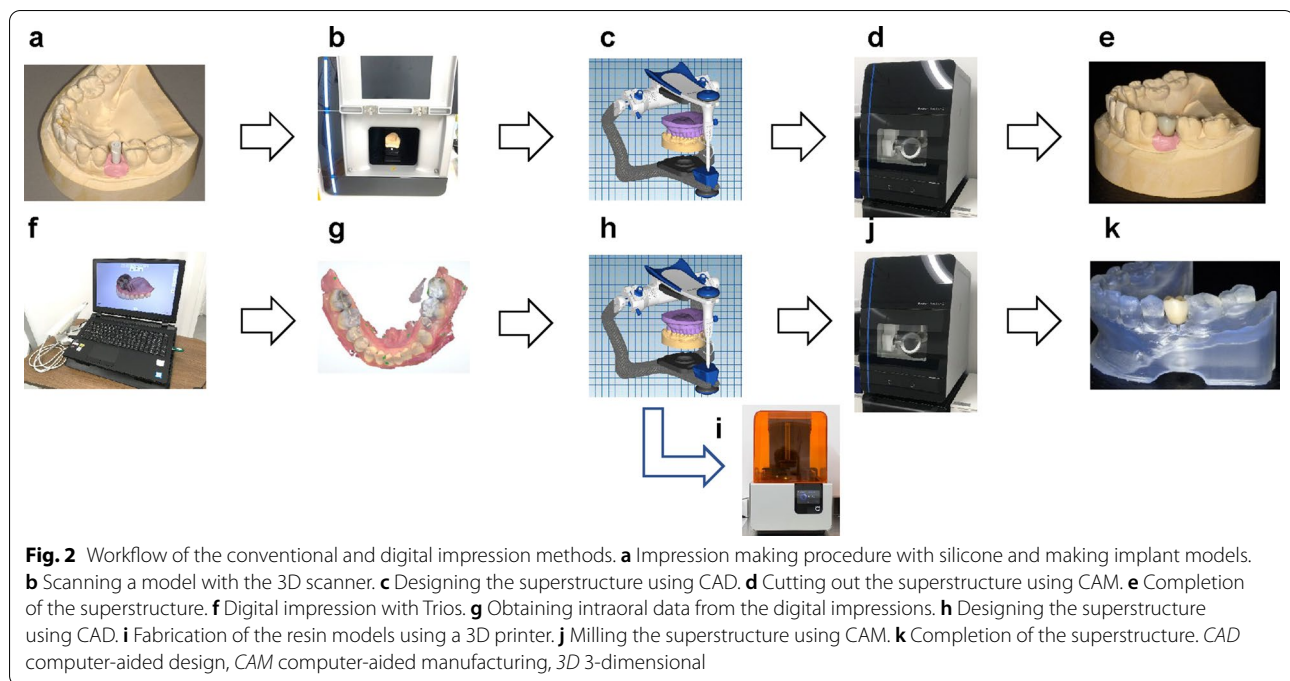 a
b
c
d
e
f
g
h
j
k
i
Fig. 2 Workflow of the conventional and digital impression methods. a Impression making procedure with silicone and making implant models.
b Scanning a model with the 3D scanner. c Designing the superstructure using CAD. d Cutting out the superstructure using CAM. e Completion
of the superstructure. f Digital impression with Trios. g Obtaining intraoral data from the digital impressions. h Designing the superstructure
using CAD. i Fabrication of the resin models using a 3D printer. j Milling the superstructure using CAM. k Completion of the superstructure. CAD
computer-aided design, CAM computer-aided manufacturing, 3D 3-dimensional